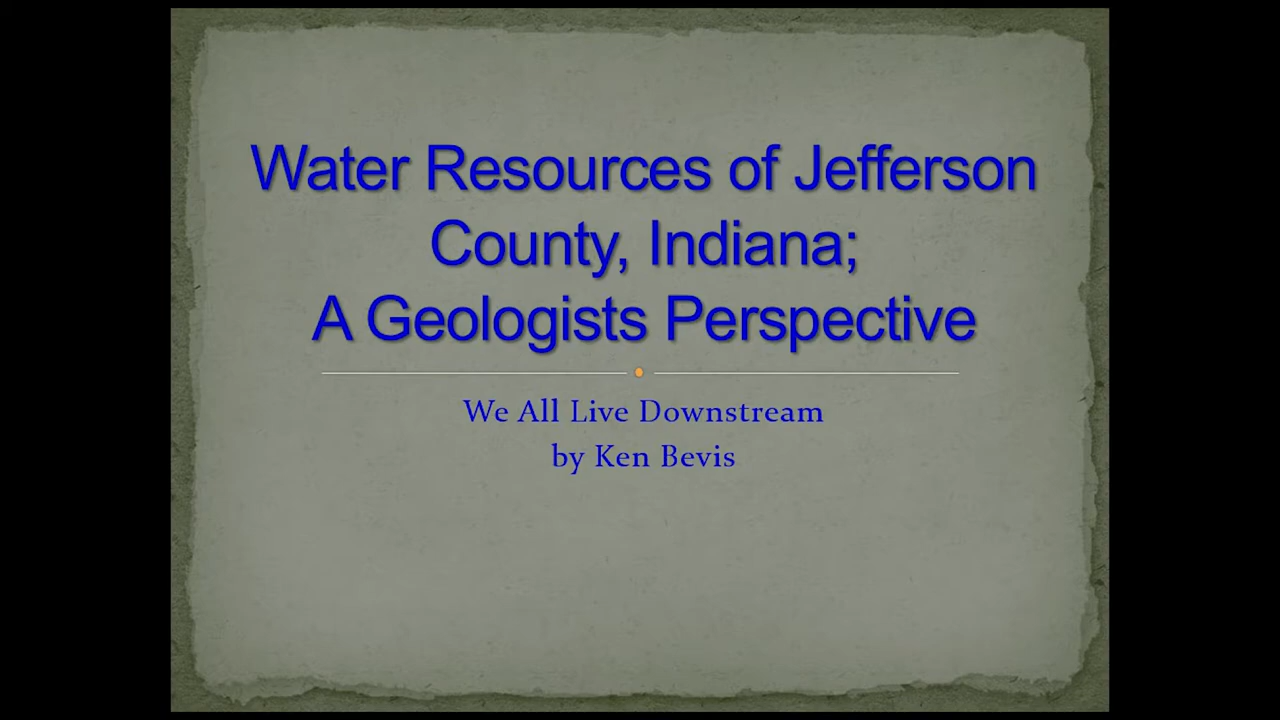 Water Resources of Jefferson
County, Indiana;
A Geologists Perspective
We All Live Downstream
by Ken Bevis